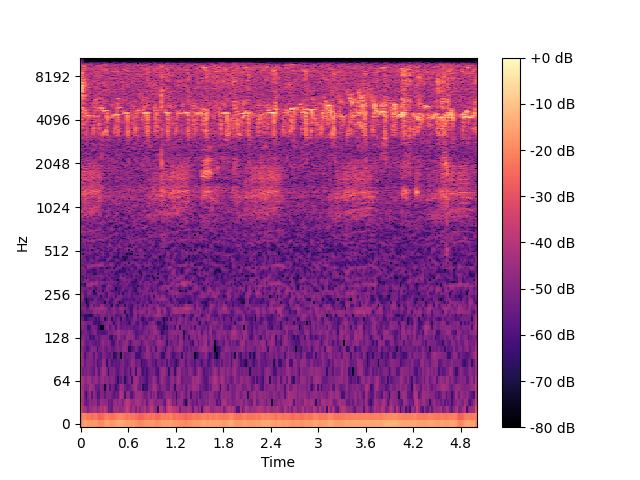 8192
4096
2048
1024
512
256
128
64
0
Hz
0 0.6 1.2 1.8 2.4 3 3.6 4.2 4.8
Time
+0 dB
-10 dB
-20 dB
-30 dB
-40 dB
-50 dB
-60 dB
-70 dB
-80 dB